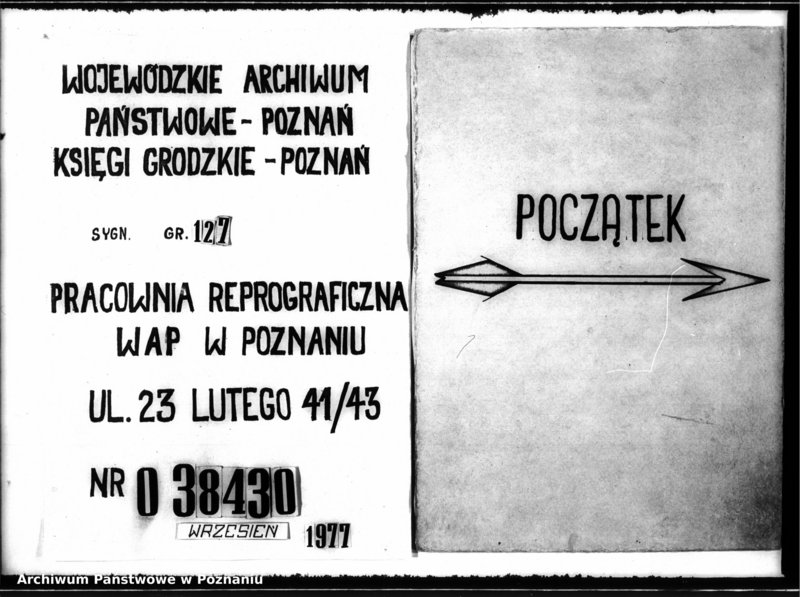 WOJEWÓDZKIE ARCHIWUM
PAŃSTWOWE - POZNAŃ
KSIĘGI GRODZKIE - POZNAŃ
SYGN. GR. 127
PRACOWNIA REPROGRAFICZNA
WAP W POZNANIU
UL. 23 LUTEGO 41/43
NR 0 38430
WRZESIEŃ 1977
POCZĄTEK
Archiwum Państwowe w Poznaniu